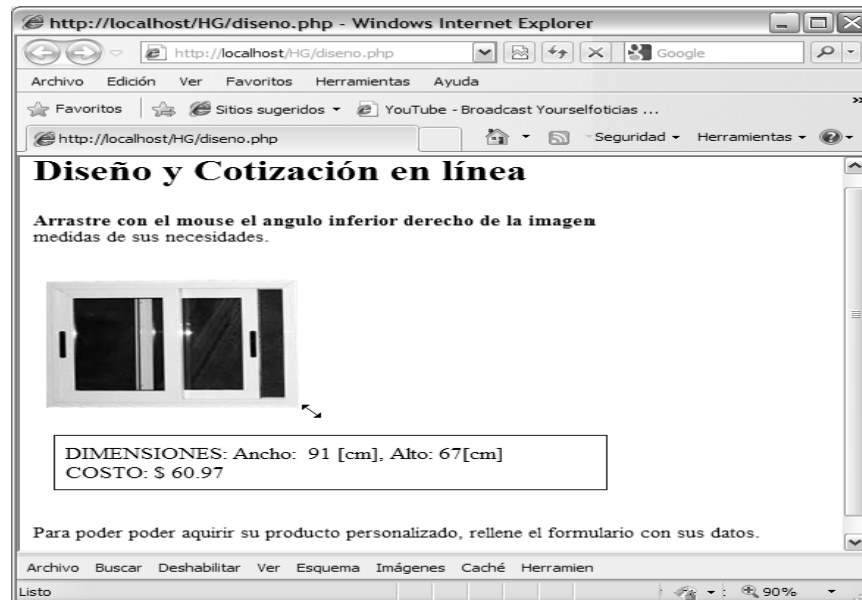 http://localhost/HG/diseno.php - Windows Internet Explorer
http://localhost/HG/diseno.php
Google
Archivo Edición Ver Favoritos Herramientas Ayuda
Favoritos Sitios sugeridos YouTube - Broadcast Yourselfoticias ...
http://localhost/HG/diseno.php Seguridad Herramientas
Diseño y Cotización en línea
Arrastre con el mouse el angulo inferior derecho de la imagen
medidas de sus necesidades.
DIMENSIONES: Ancho: 91 [cm], Alto: 67[cm]
COSTO: $ 60.97
Para poder poder aquirir su producto personalizado, rellene el formulario con sus datos.
Archivo Buscar Deshabilitar Ver Esquema Imágenes Caché Herramien
Listo 90%